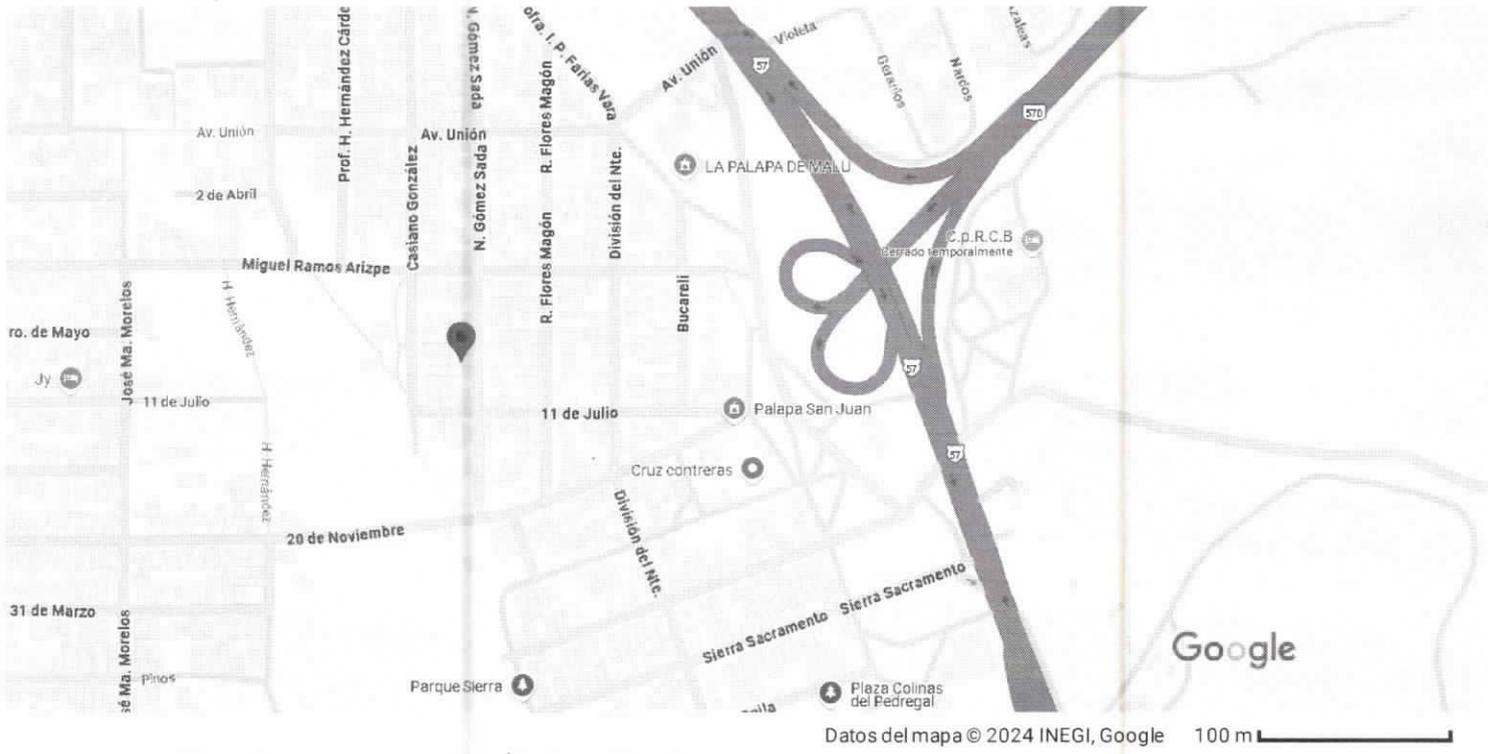 N. Gómez Sada
ofra. I. P. Farías Vara
Av. Unión
Violeta
Geranios
Nardos
Azaleas
57
570
Prof. H. Hernández Cárde
Av. Unión
Av. Unión
R. Flores Magón
LA PALAPA DE MALU
2 de Abril
Casiano González
N. Gómez Sada
R. Flores Magón
División del Nte.
C.p.R.C.B
Cerrado temporalmente
Miguel Ramos Arizpe
H. Hernández
Bucareli
ro. de Mayo
José Ma. Morelos
Jy
57
11 de Julio
11 de Julio
Palapa San Juan
Cruz contreras
57
H. Hernández
20 de Noviembre
División del Nte.
Sierra Sacramento
Sierra Sacramento
31 de Marzo
sé Ma. Morelos
Pinos
Parque Sierra
Plaza Colinas
del Pedregal
Google
Datos del mapa © 2024 INEGI, Google 100 m